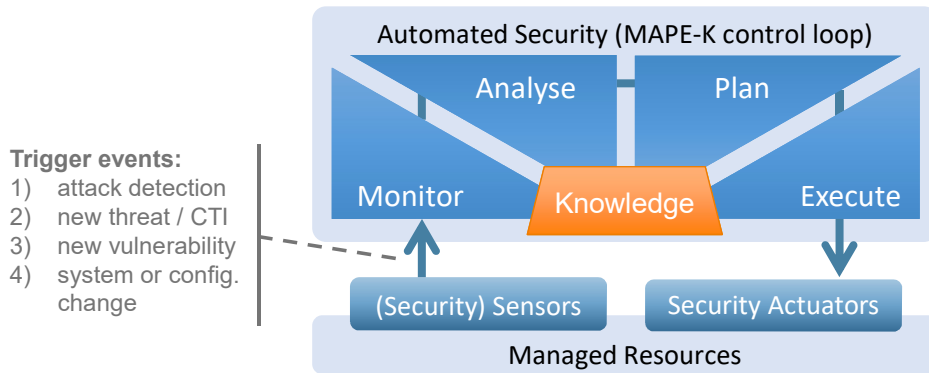 Automated Security (MAPE-K control loop)
Analyse
Plan
Trigger events:
1) attack detection
2) new threat / CTI
3) new vulnerability
4) system or config.
change
Monitor
Knowledge
Execute
(Security) Sensors
Security Actuators
Managed Resources